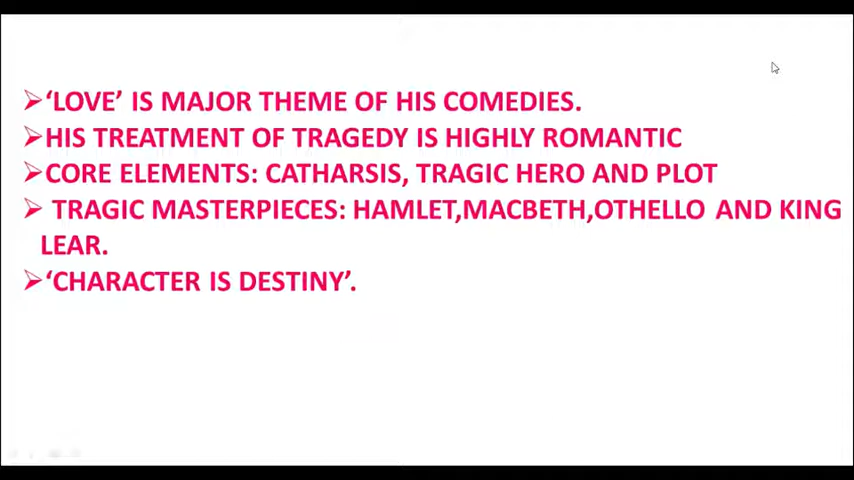 ➢‘LOVE’ IS MAJOR THEME OF HIS COMEDIES.
➢HIS TREATMENT OF TRAGEDY IS HIGHLY ROMANTIC
➢CORE ELEMENTS: CATHARSIS, TRAGIC HERO AND PLOT
➢ TRAGIC MASTERPIECES: HAMLET,MACBETH,OTHELLO AND KING
LEAR.
➢‘CHARACTER IS DESTINY’.